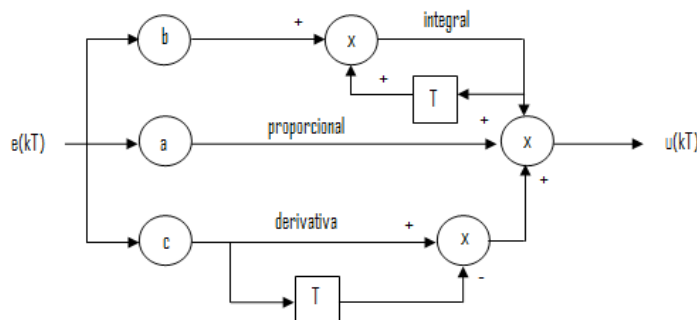 integral
+
b
x
+
T
+
proporcional
e(kT)
a
x
u(kT)
+
derivativa
+
c
x
-
T